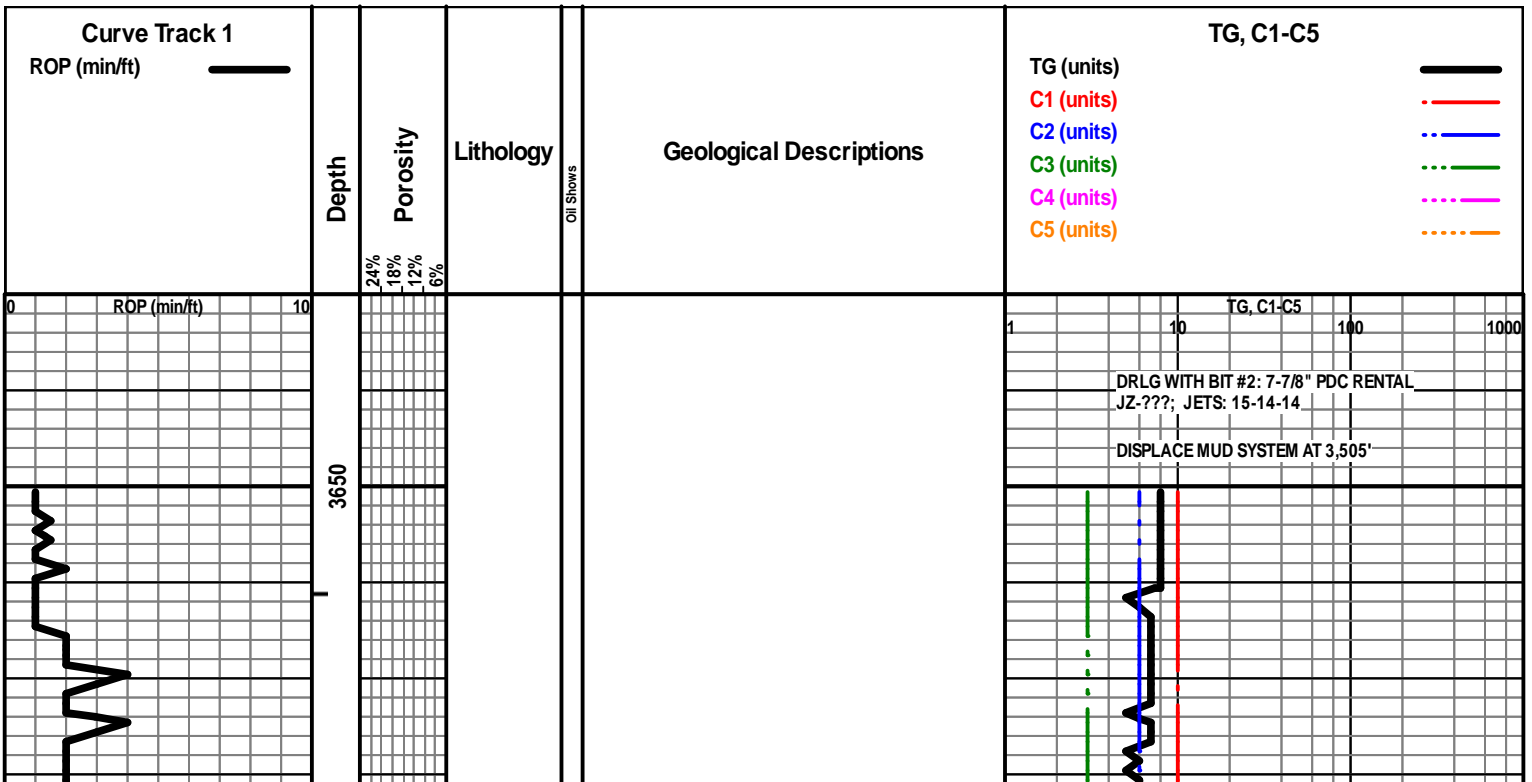 Curve Track 1
ROP (min/ft)
Depth
Porosity
24%
18%
12%
6%
Lithology
Oil Shows
Geological Descriptions
TG, C1-C5
TG (units)
C1 (units)
C2 (units)
C3 (units)
C4 (units)
C5 (units)
0 ROP (min/ft) 10
TG, C1-C5
1 10 100 1000
DRLG WITH BIT #2: 7-7/8" PDC RENTAL
JZ-???; JETS: 15-14-14
DISPLACE MUD SYSTEM AT 3,505'
3650